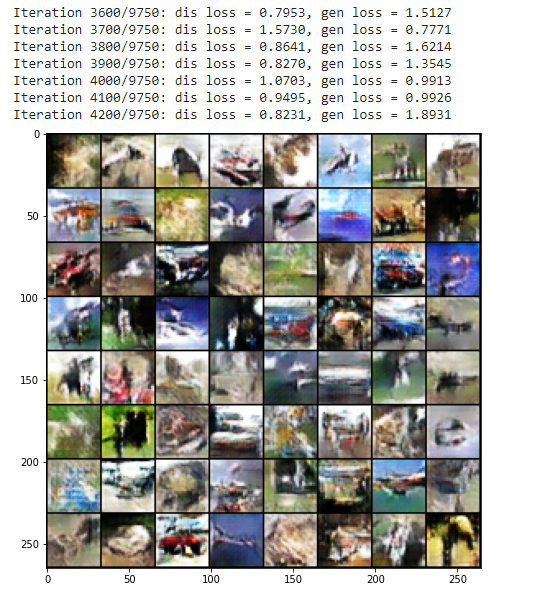 Iteration 3600/9750: dis loss = 0.7953, gen loss = 1.5127
Iteration 3700/9750: dis loss = 1.5730, gen loss = 0.7771
Iteration 3800/9750: dis loss = 0.8641, gen loss = 1.6214
Iteration 3900/9750: dis loss = 0.8270, gen loss = 1.3545
Iteration 4000/9750: dis loss = 1.0703, gen loss = 0.9913
Iteration 4100/9750: dis loss = 0.9495, gen loss = 0.9926
Iteration 4200/9750: dis loss = 0.8231, gen loss = 1.8931
0
50
100
150
200
250
0 50 100 150 200 250